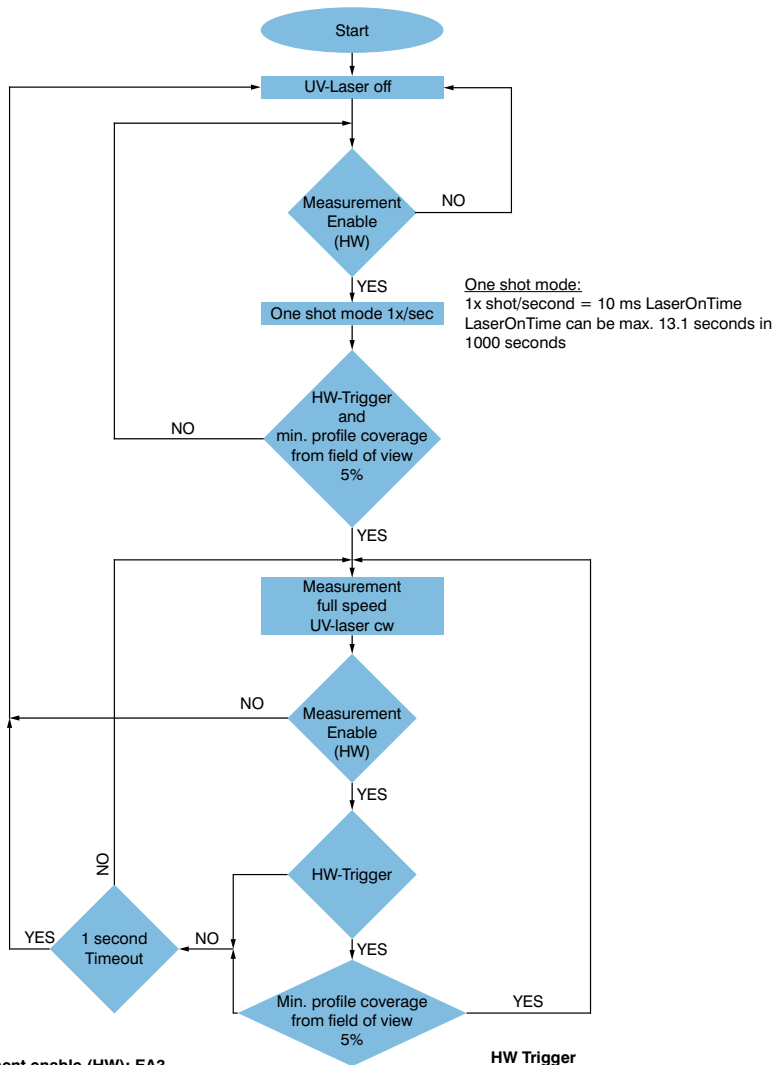 Start
UV-Laser off
Measurement
Enable
(HW)
NO
YES
One shot mode 1x/sec
One shot mode:
1x shot/second = 10 ms LaserOnTime
LaserOnTime can be max. 13.1 seconds in
1000 seconds
HW-Trigger
and
min. profile coverage
from field of view
5%
NO
YES
Measurement
full speed
UV-laser cw
NO
Measurement
Enable
(HW)
YES
HW-Trigger
NO
YES
1 second
Timeout
NO
YES
Min. profile coverage
from field of view
5%
YES
HW Trigger